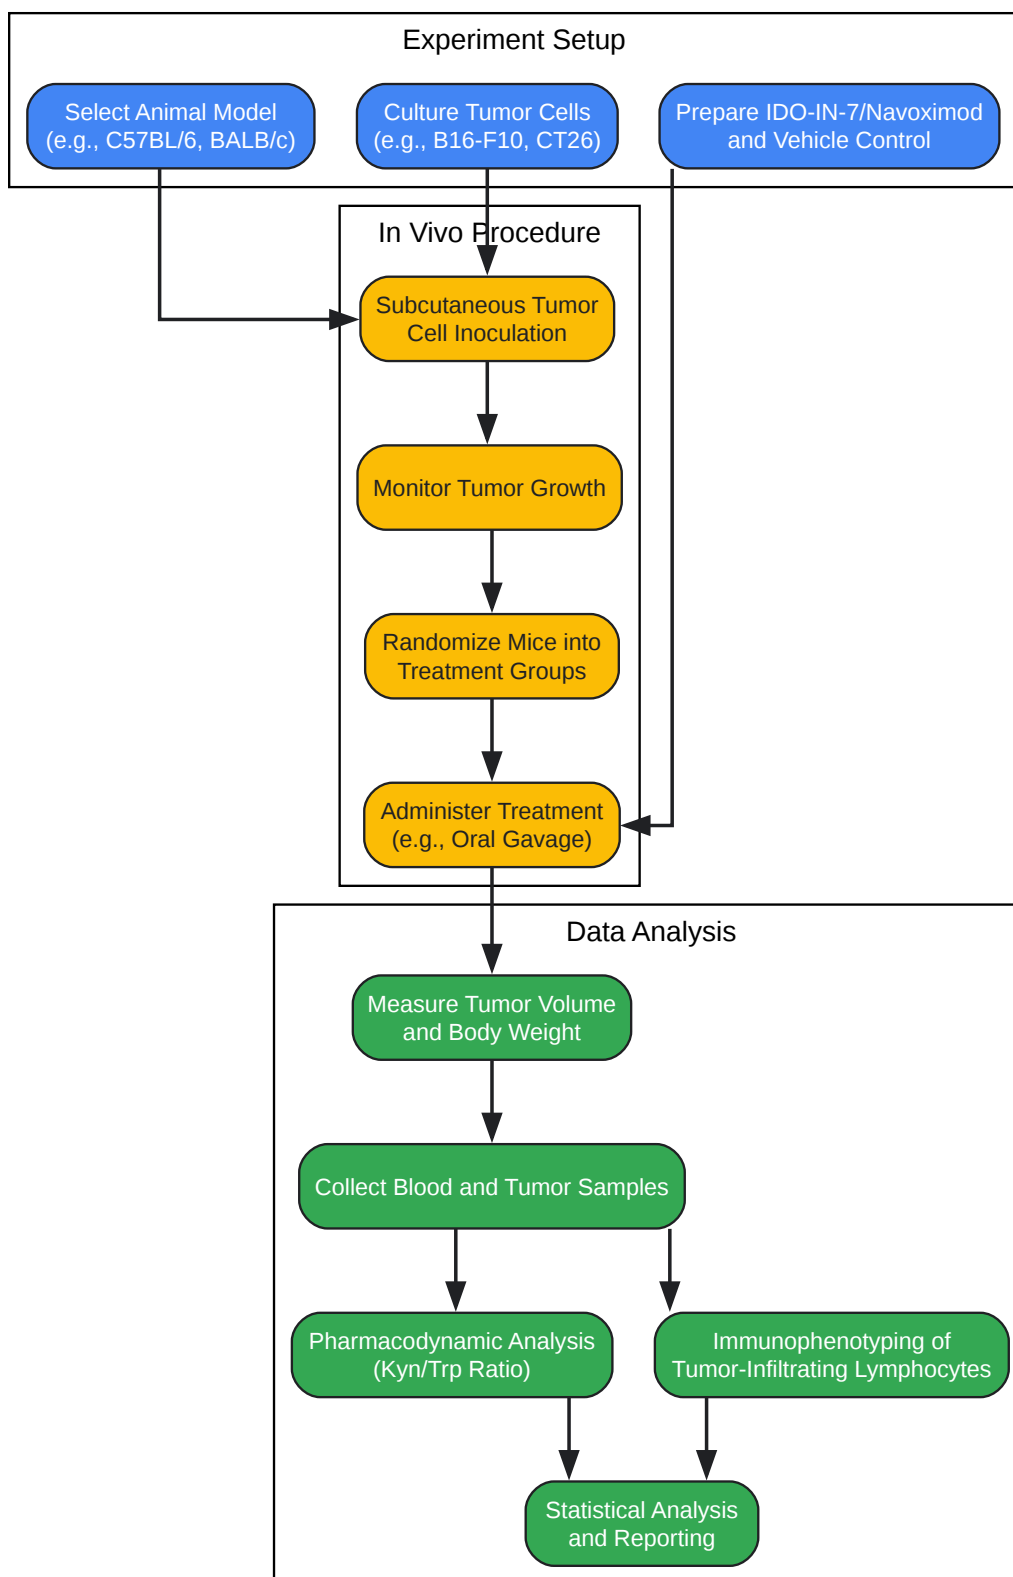 Experiment Setup
Select Animal Model
(e.g., C57BL/6, BALB/c)
Culture Tumor Cells
(e.g., B16-F10, CT26)
Prepare IDO-IN-7/Navoximod
and Vehicle Control
In Vivo Procedure
Subcutaneous Tumor
Cell Inoculation
Monitor Tumor Growth
Randomize Mice into
Treatment Groups
Administer Treatment
(e.g., Oral Gavage)
Data Analysis
Measure Tumor Volume
and Body Weight
Collect Blood and Tumor Samples
Pharmacodynamic Analysis
(Kyn/Trp Ratio)
Immunophenotyping of
Tumor-Infiltrating Lymphocytes
Statistical Analysis
and Reporting